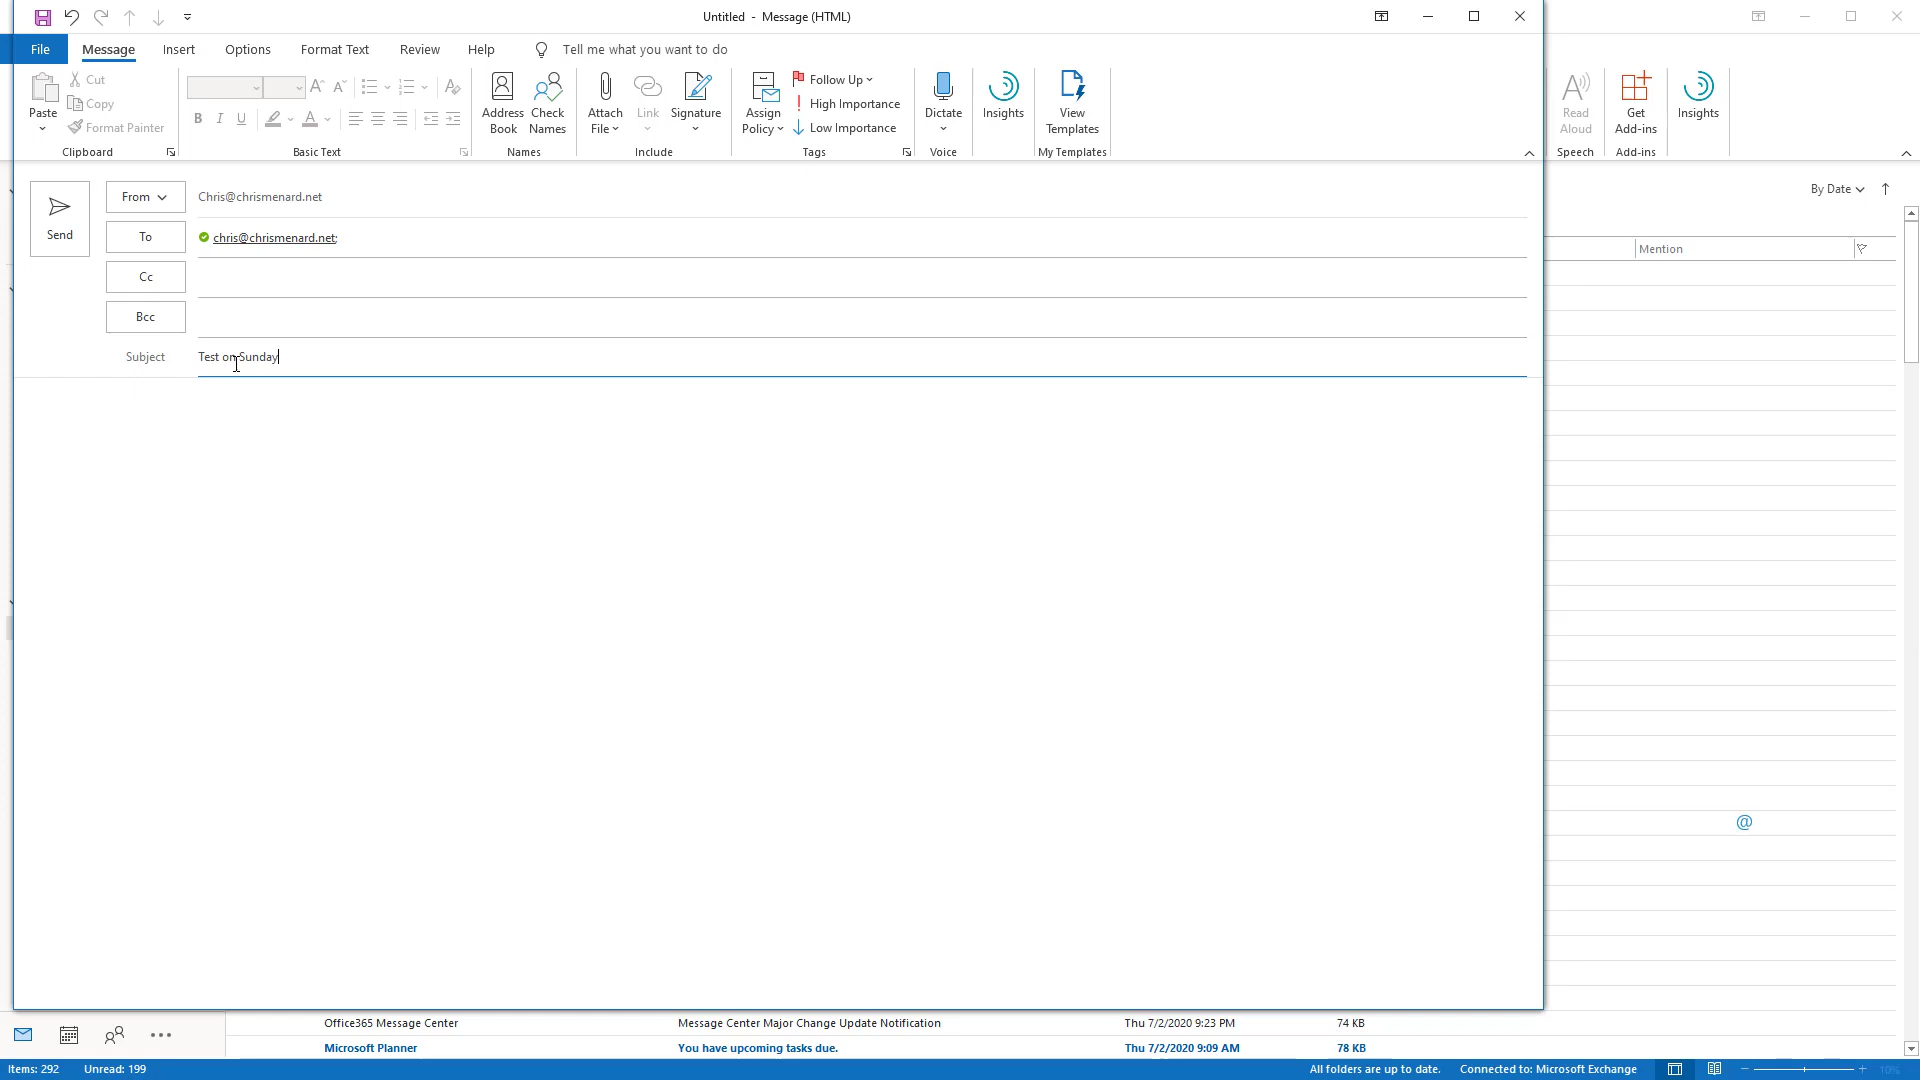 Untitled - Message (HTML)
File Message Insert Options Format Text Review Help Tell me what you want to do
Paste Cut Copy Format Painter
Clipboard
B I U
Basic Text
Address Book Check Names
Names
Attach File Link Signature
Include
Assign Policy Follow Up High Importance Low Importance
Tags
Dictate
Voice
Insights
View Templates
My Templates
Read Aloud
Speech
Get Add-ins
Add-ins
Insights
By Date
Mention
Send
From Chris@chrismenard.net
To chris@chrismenard.net;
Cc
Bcc
Subject Test on Sunday
@
Office365 Message Center Message Center Major Change Update Notification Thu 7/2/2020 9:23 PM 74 KB
Microsoft Planner You have upcoming tasks due. Thu 7/2/2020 9:09 AM 78 KB
Items: 292 Unread: 199 All folders are up to date. Connected to: Microsoft Exchange 10%